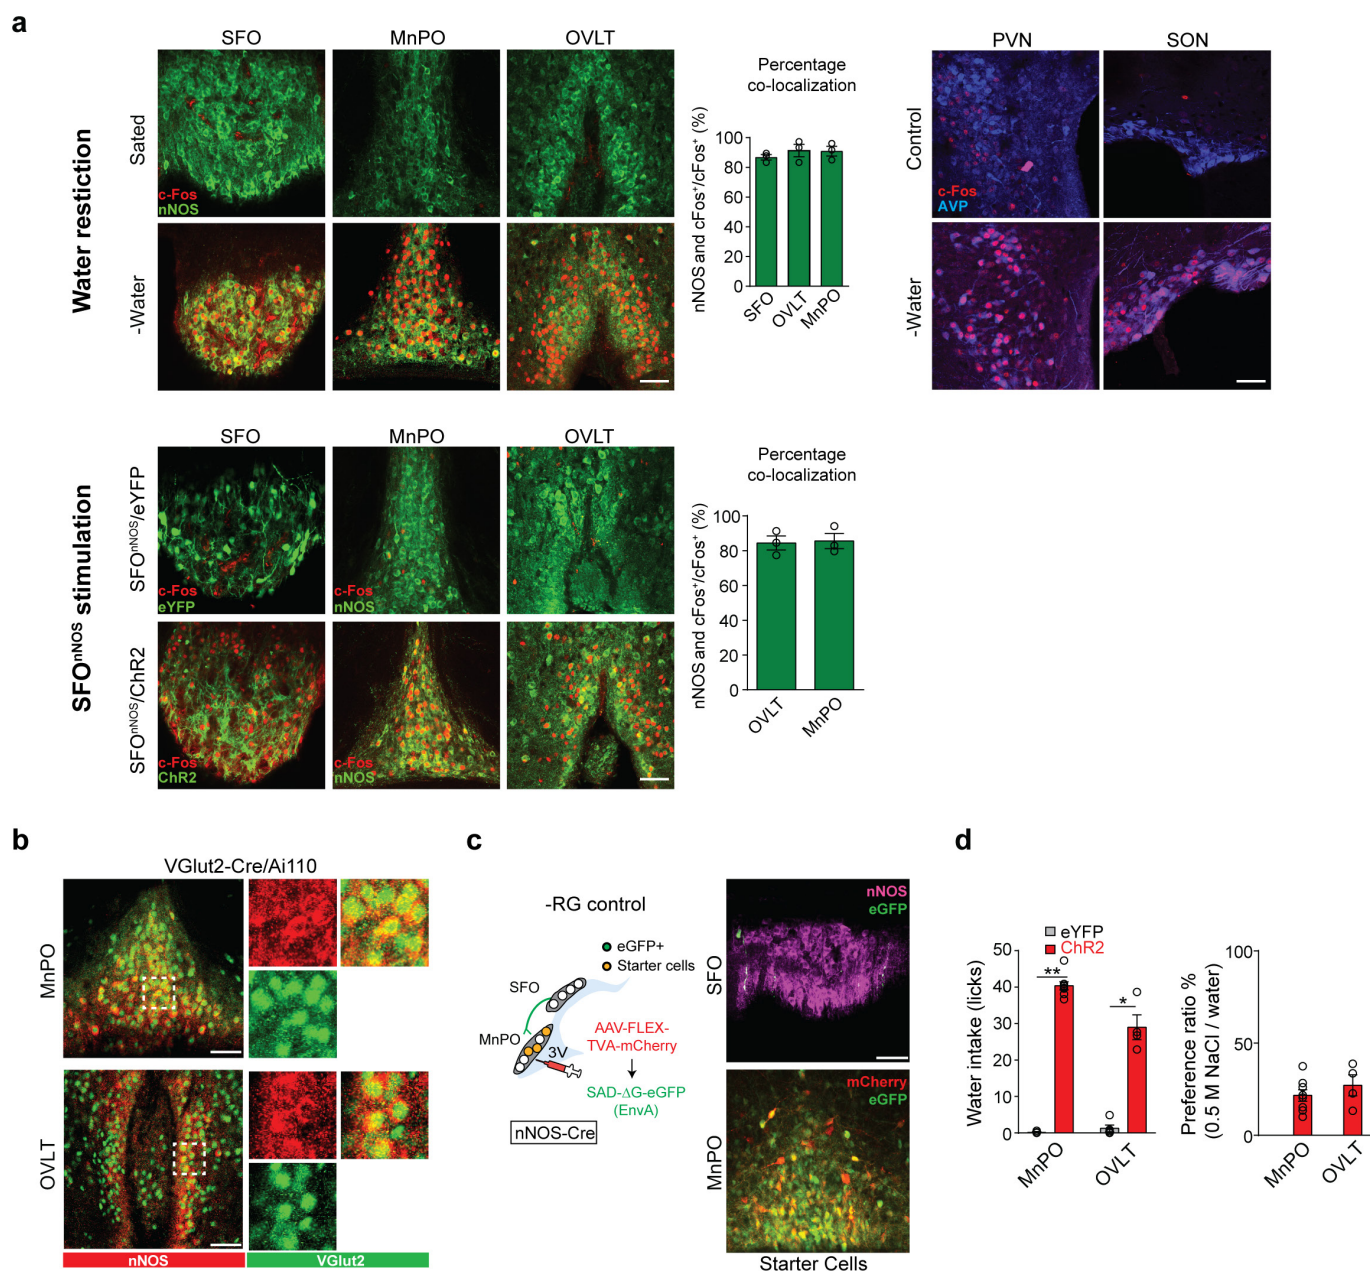 a
SFO
MnPO
OVLT
Water restiction
Sated
c-Fos
nNOS
-Water
Percentage
co-localization
nNOS and cFos⁺/cFos⁺ (%)
100
80
60
40
20
0
SFO
OVLT
MnPO
PVN
SON
Control
c-Fos
AVP
-Water
SFO
MnPO
OVLT
SFOⁿᴺᴼˢ stimulation
SFOⁿᴺᴼˢ/eYFP
c-Fos
eYFP
c-Fos
nNOS
SFOⁿᴺᴼˢ/ChR2
c-Fos
ChR2
c-Fos
nNOS
Percentage
co-localization
nNOS and cFos⁺/cFos⁺ (%)
100
80
60
40
20
0
OVLT
MnPO
b
VGlut2-Cre/Ai110
MnPO
OVLT
nNOS
VGlut2
c
-RG control
eGFP+
Starter cells
SFO
MnPO
3V
AAV-FLEX-
TVA-mCherry
SAD-ΔG-eGFP
(EnvA)
nNOS-Cre
SFO
nNOS
eGFP
MnPO
mCherry
eGFP
Starter Cells
d
eYFP
ChR2
Water intake (licks)
50
40
30
20
10
0
**
*
MnPO
OVLT
Preference ratio %
(0.5 M NaCl / water)
100
50
0
MnPO
OVLT